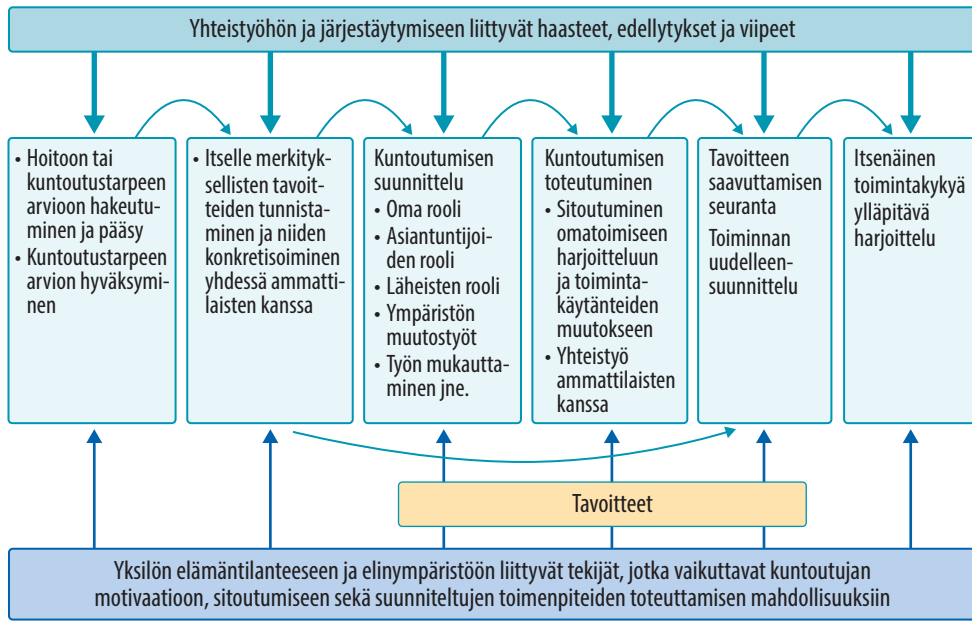 Yhteistyöhön ja järjestäytymiseen liittyvät haasteet, edellytykset ja viipeet
• Hoitoon tai
kuntoutustarpeen
arvioon hakeutu-
minen ja pääsy
• Kuntoutustarpeen
arvion hyväksymi-
nen
• Itselle merkityk-
sellisten tavoit-
teiden tunnista-
minen ja niiden
konkretisoiminen
yhdessä ammatti-
laisten kanssa
Kuntoutumisen
suunnittelu
• Oma rooli
• Asiantuntijoi-
den rooli
• Läheisten rooli
• Ympäristön
muutostyöt
• Työn mukautta-
minen jne.
Kuntoutumisen
toteutuminen
• Sitoutuminen
omatoimiseen
harjoitteluun
ja toiminta-
käytänteiden
muutokseen
• Yhteistyö
ammattilaisten
kanssa
Tavoitteen
saavuttamisen
seuranta
Toiminnan
uudelleen-
suunnittelu
Itsenäinen
toimintakykyä
ylläpitävä
harjoittelu
Tavoitteet
Yksilön elämäntilanteeseen ja elinympäristöön liittyvät tekijät, jotka vaikuttavat kuntoutujan
motivaatioon, sitoutumiseen sekä suunniteltujen toimenpiteiden toteuttamisen mahdollisuuksiin